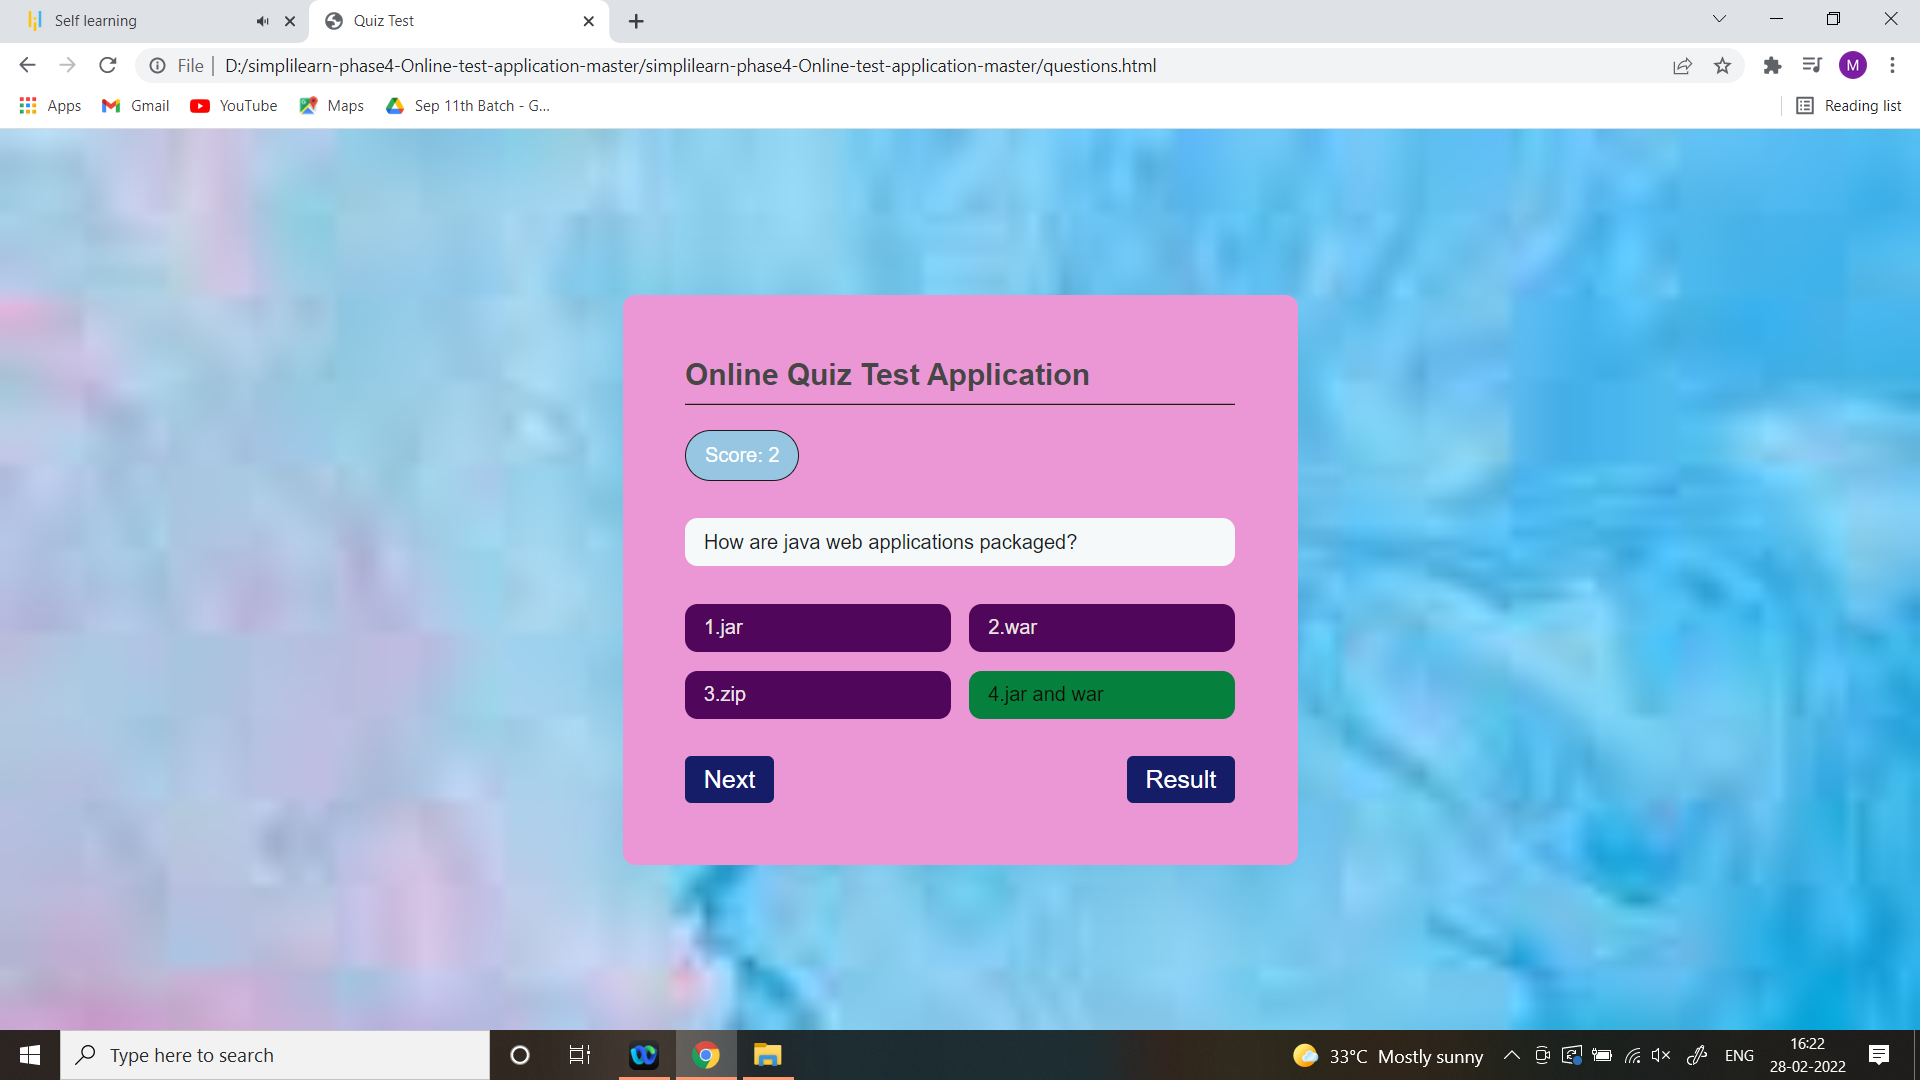 Self learning
Quiz Test
File
D:/simplilearn-phase4-Online-test-application-master/simplilearn-phase4-Online-test-application-master/questions.html
M
Apps
Gmail
YouTube
Maps
Sep 11th Batch - G...
Reading list
Online Quiz Test Application
Score: 2
How are java web applications packaged?
1.jar
2.war
3.zip
4.jar and war
Next
Result
Type here to search
33°C Mostly sunny
ENG
16:22
28-02-2022